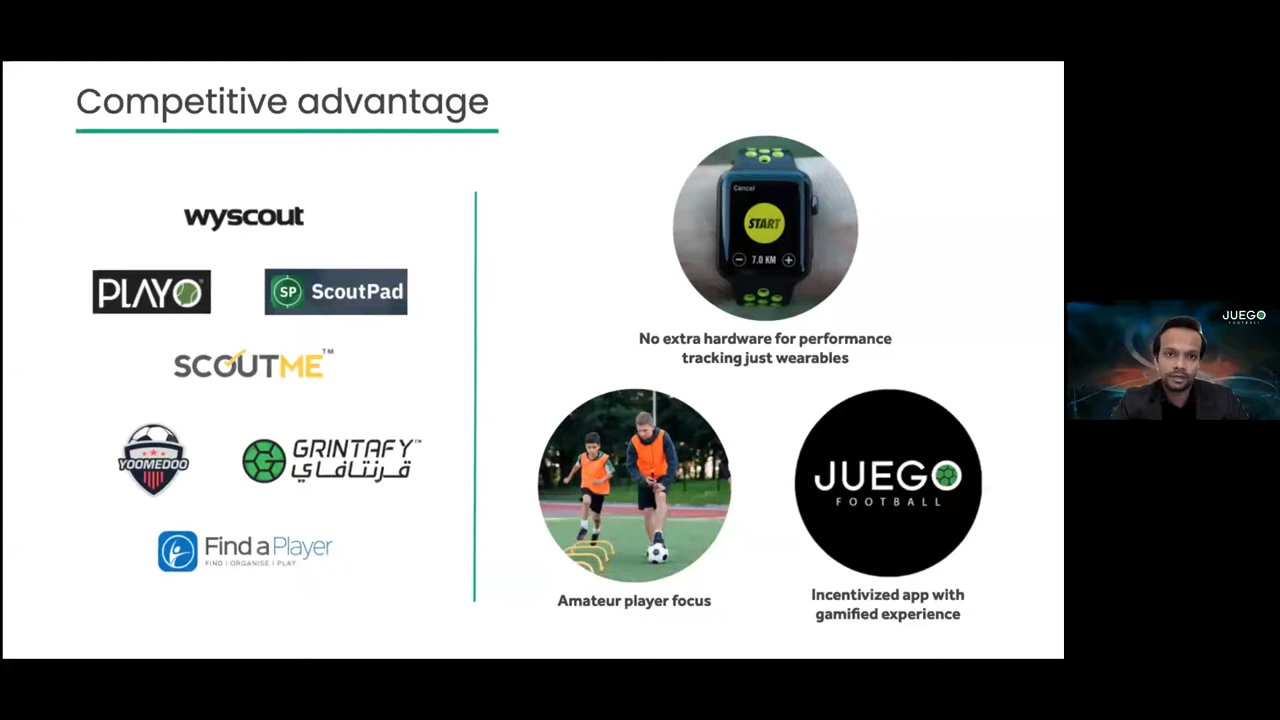 Competitive advantage
wyscout
PLAYO
SP ScoutPad
SCOUTME™
YOOMEDOO
GRINTAFY™
قرنتافاي
Find a Player
FIND | ORGANISE | PLAY
Cancel
START
7.0 KM
No extra hardware for performance
tracking just wearables
Amateur player focus
JUEGO
FOOTBALL
Incentivized app with
gamified experience
JUEGO
FOOTBALL